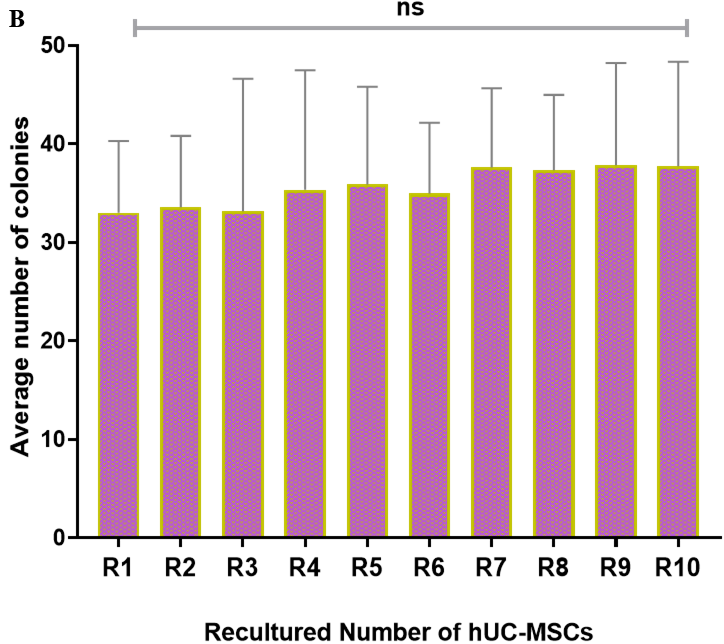 B
ns
Average number of colonies
50
40
30
20
10
0
R1 R2 R3 R4 R5 R6 R7 R8 R9 R10
Recultured Number of hUC-MSCs